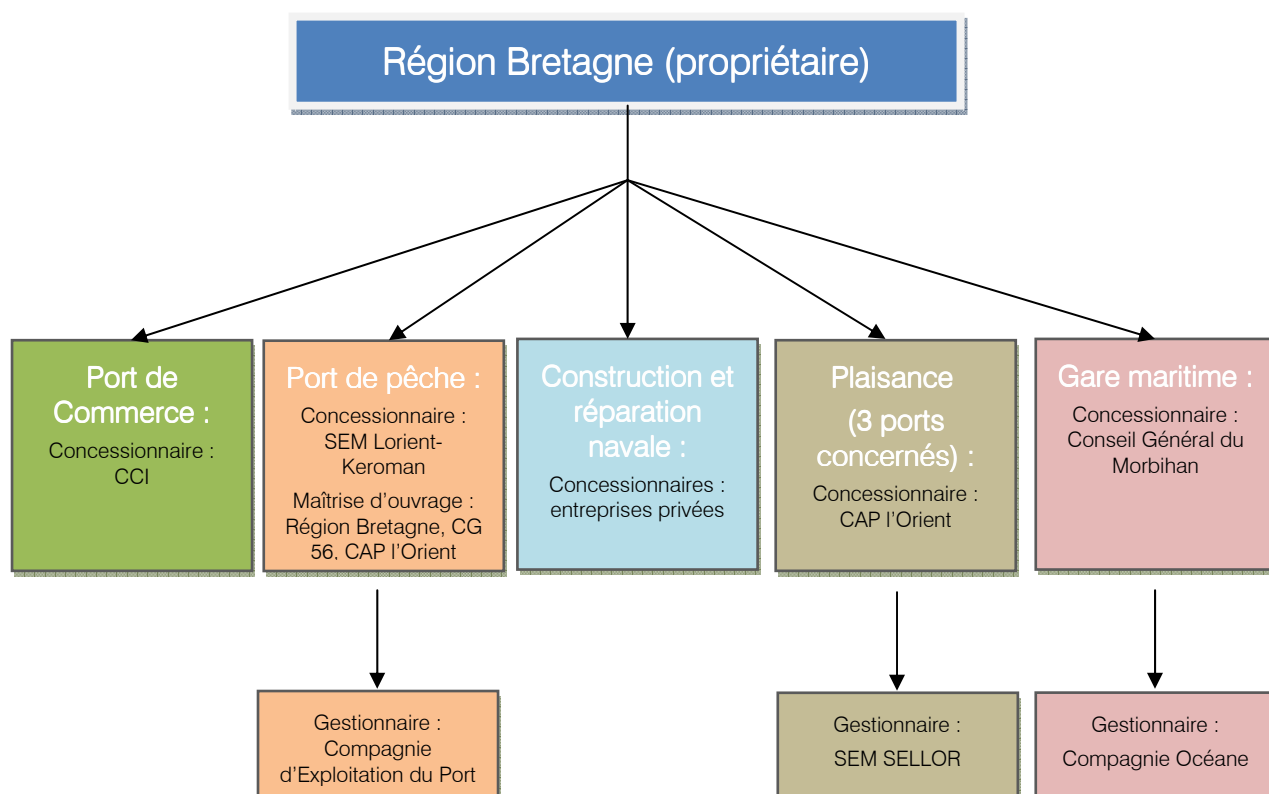 Région Bretagne (propriétaire)
Port de
Commerce :
Concessionnaire :
CCI
Port de pêche :
Concessionnaire :
SEM Lorient-
Keroman
Maîtrise d’ouvrage :
Région Bretagne, CG
56, CAP l’Orient
Construction et
réparation
navale :
Concessionnaires :
entreprises privées
Plaisance
(3 ports
concernés) :
Concessionnaire :
CAP l’Orient
Gare maritime :
Concessionnaire :
Conseil Général du
Morbihan
Gestionnaire :
Compagnie
d’Exploitation du Port
Gestionnaire :
SEM SELLOR
Gestionnaire :
Compagnie Océane